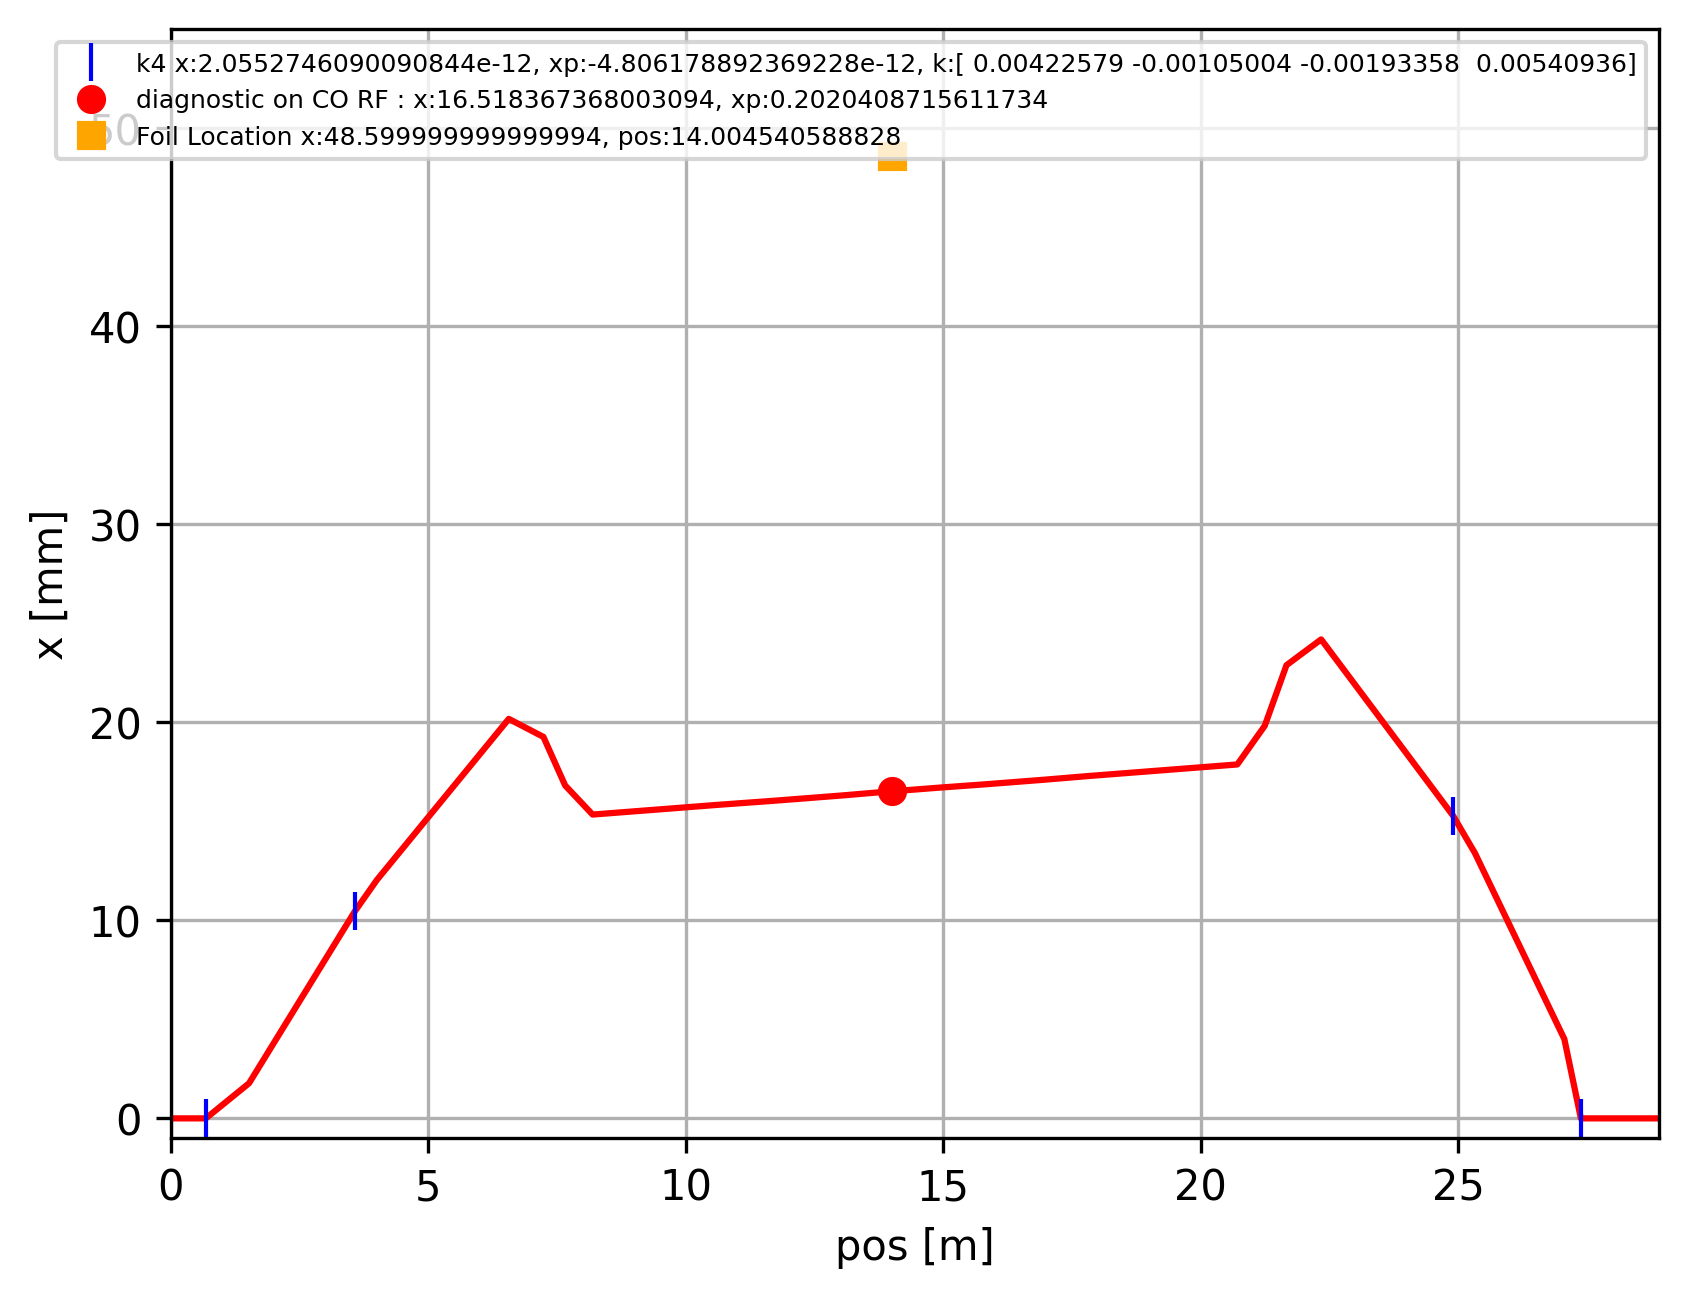 k4 x:2.0552746090090844e-12, xp:-4.806178892369228e-12, k:[ 0.00422579 -0.00105004 -0.00193358  0.00540936]
diagnostic on CO RF : x:16.518367368003094, xp:0.2020408715611734
Foil Location x:48.599999999999994, pos:14.004540588828
50
40
30
20
10
0
x [mm]
0 5 10 15 20 25
pos [m]